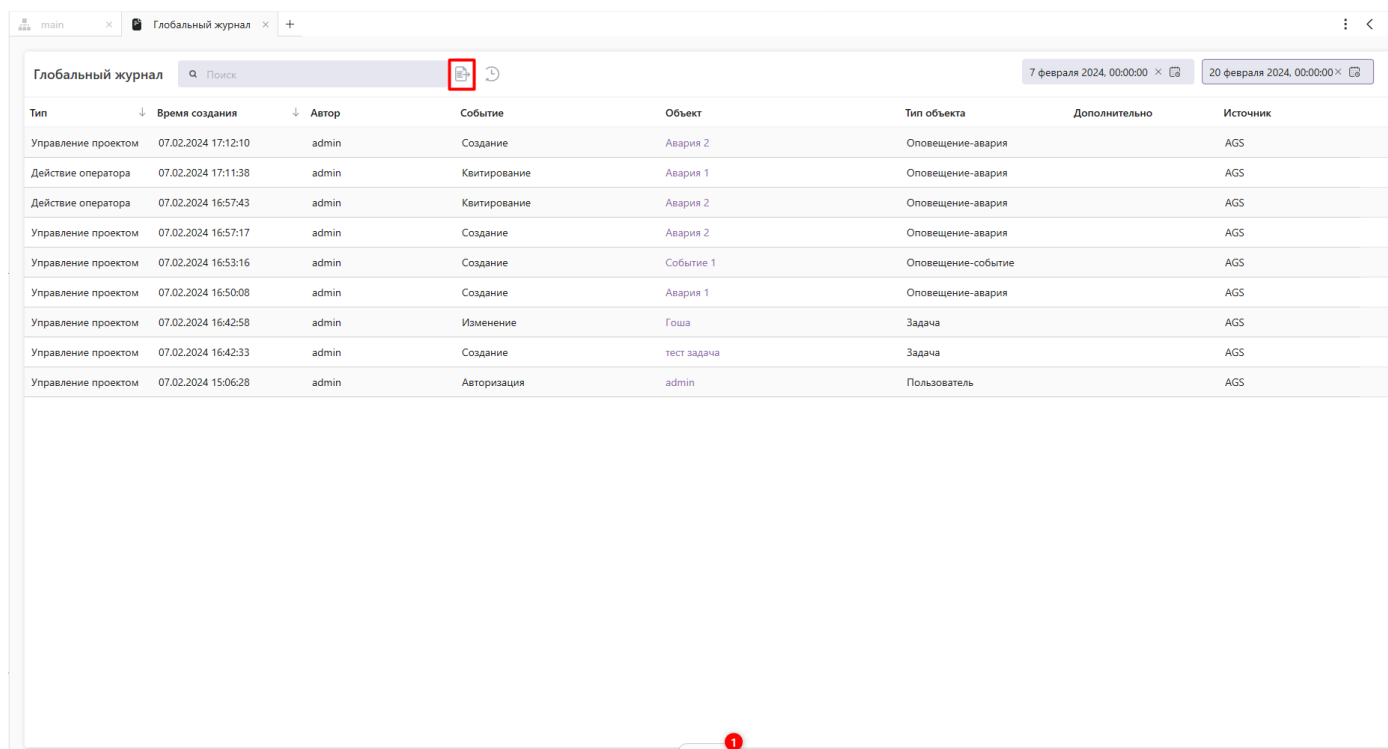 main × Глобальный журнал × +
Глобальный журнал Поиск 7 февраля 2024, 00:00:00 × 20 февраля 2024, 00:00:00 ×
Тип ↓ Время создания ↓ Автор Событие Объект Тип объекта Дополнительно Источник
Управление проектом 07.02.2024 17:12:10 admin Создание Авария 2 Оповещение-авария AGS
Действие оператора 07.02.2024 17:11:38 admin Квитирование Авария 1 Оповещение-авария AGS
Действие оператора 07.02.2024 16:57:43 admin Квитирование Авария 2 Оповещение-авария AGS
Управление проектом 07.02.2024 16:57:17 admin Создание Авария 2 Оповещение-авария AGS
Управление проектом 07.02.2024 16:53:16 admin Создание Событие 1 Оповещение-событие AGS
Управление проектом 07.02.2024 16:50:08 admin Создание Авария 1 Оповещение-авария AGS
Управление проектом 07.02.2024 16:42:58 admin Изменение Гоша Задача AGS
Управление проектом 07.02.2024 16:42:33 admin Создание тест задача Задача AGS
Управление проектом 07.02.2024 15:06:28 admin Авторизация admin Пользователь AGS
1